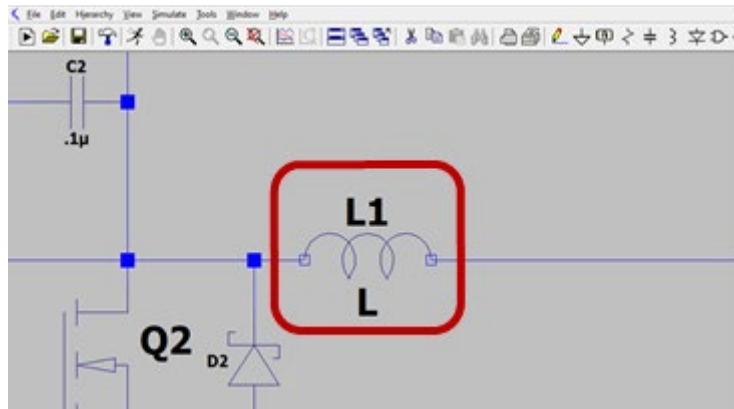 File Edit Hierarchy View Simulate Tools Window Help
C2
.1µ
L1
L
Q2
D2